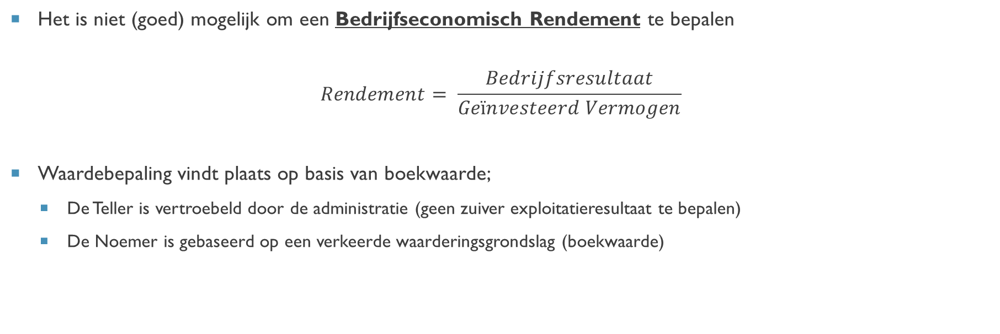 Het is niet (goed) mogelijk om een Bedrijfseconomisch Rendement te bepalen
Rendement = Bedrijfsresultaat / Geïnvesteerd Vermogen
Waardebepaling vindt plaats op basis van boekwaarde;
De Teller is vertroebeld door de administratie (geen zuiver exploitatieresultaat te bepalen)
De Noemer is gebaseerd op een verkeerde waarderingsgrondslag (boekwaarde)